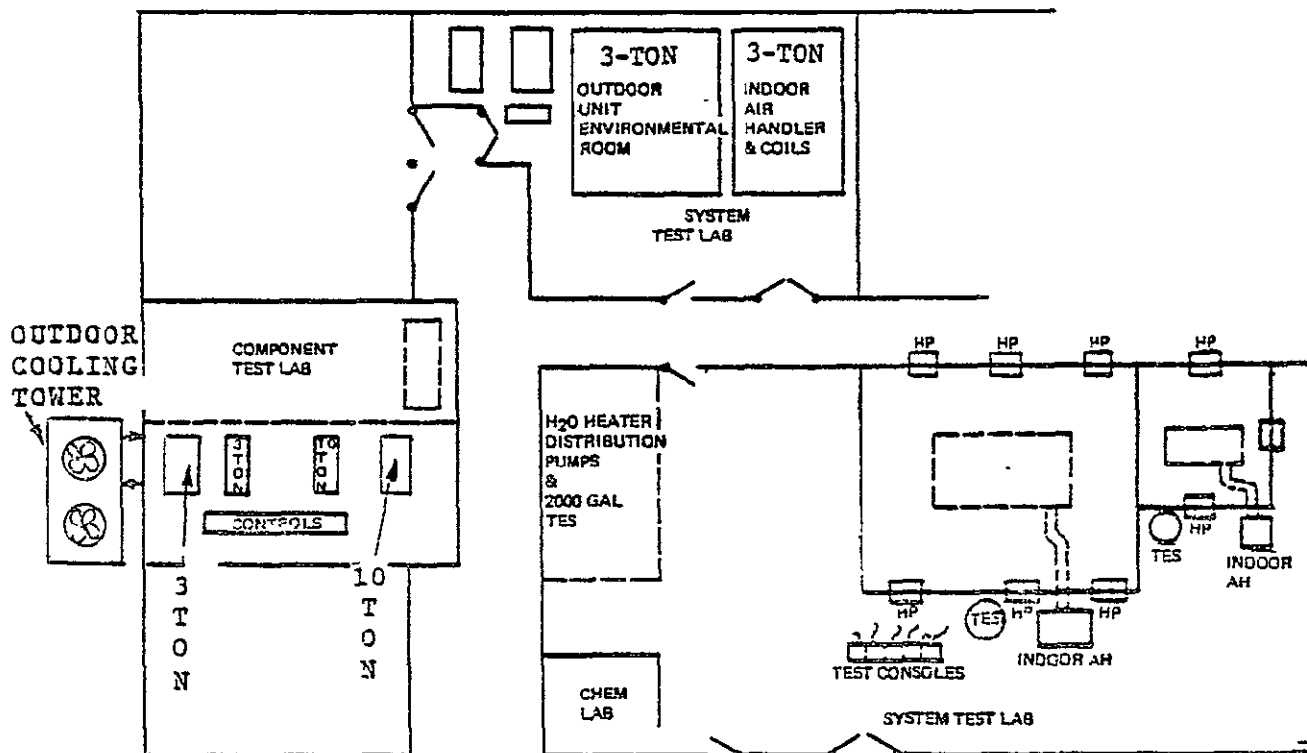 3-TON
OUTDOOR
UNIT
ENVIRONMENTAL
ROOM
3-TON
INDOOR
AIR
HANDLER
& COILS
SYSTEM
TEST LAB
OUTDOOR
COOLING
TOWER
COMPONENT
TEST LAB
3 TON
10 TON
CONTROLS
3
T
O
N
10
T
O
N
H2O HEATER
DISTRIBUTION
PUMPS
&
2000 GAL
TES
CHEM
LAB
HP
HP
HP
HP
HP
TES
INDOOR
AH
HP
TES
HP
HP
INDOOR AH
TEST CONSOLES
SYSTEM TEST LAB